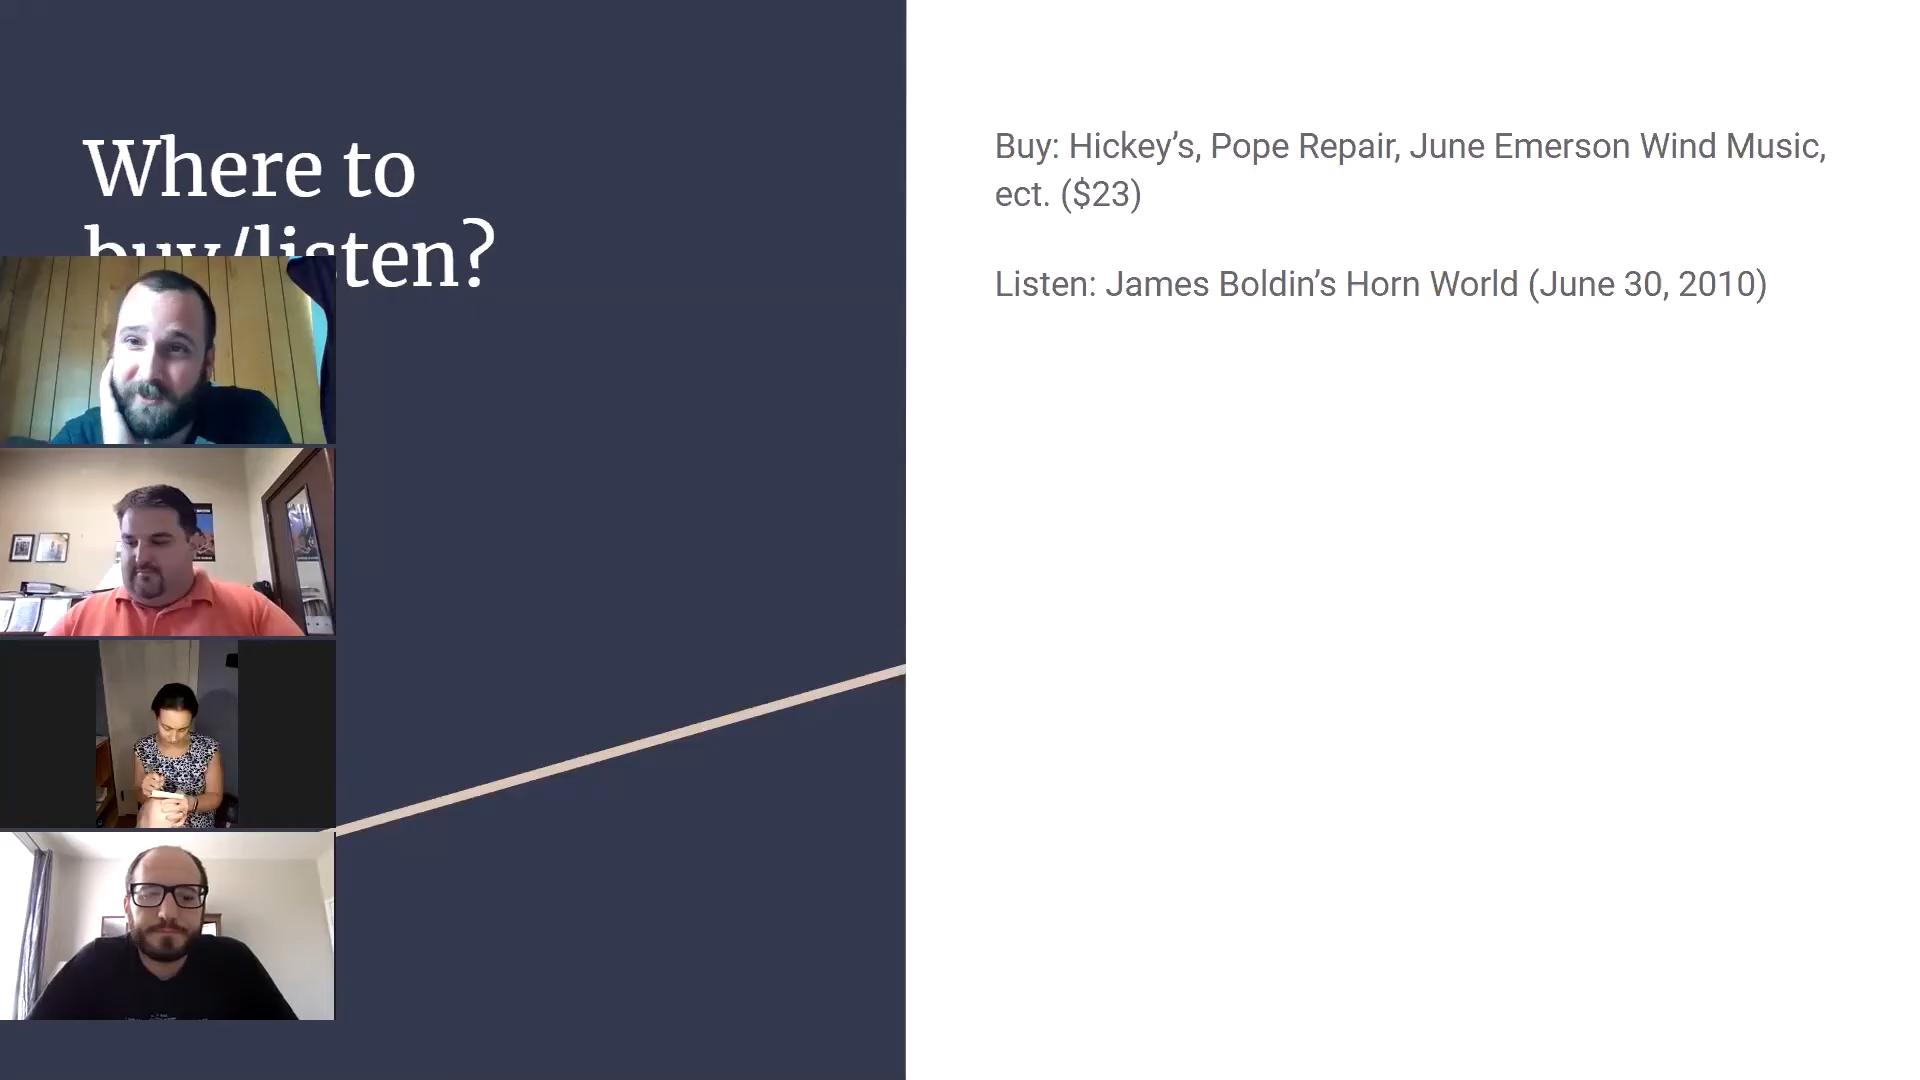 Where to
buy/listen?
Buy: Hickey’s, Pope Repair, June Emerson Wind Music,
ect. ($23)
Listen: James Boldin’s Horn World (June 30, 2010)